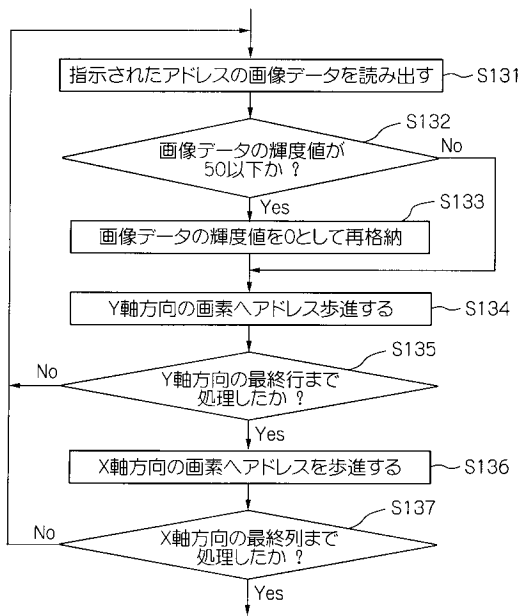 指示されたアドレスの画像データを読み出す
S131
S132
画像データの輝度値が
50以下か？
No
Yes
S133
画像データの輝度値を0として再格納
Y軸方向の画素へアドレス歩進する
S134
S135
No
Y軸方向の最終行まで
処理したか？
Yes
X軸方向の画素へアドレスを歩進する
S136
S137
No
X軸方向の最終列まで
処理したか？
Yes